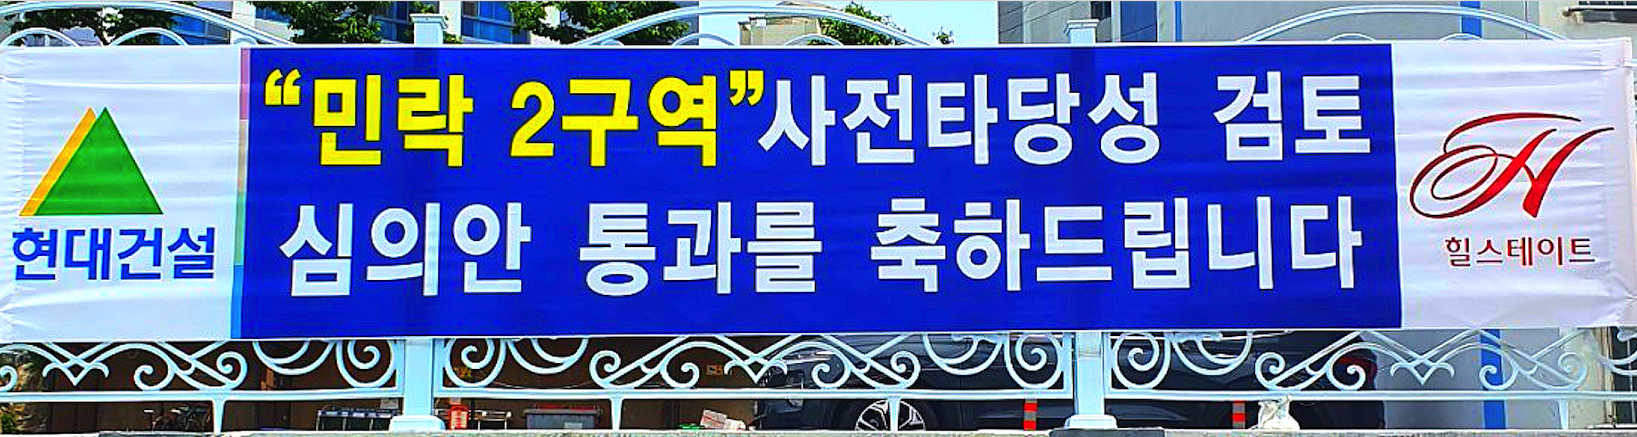 "민락 2구역"사전타당성 검토
심의안 통과를 축하드립니다
현대건설
힐스테이트